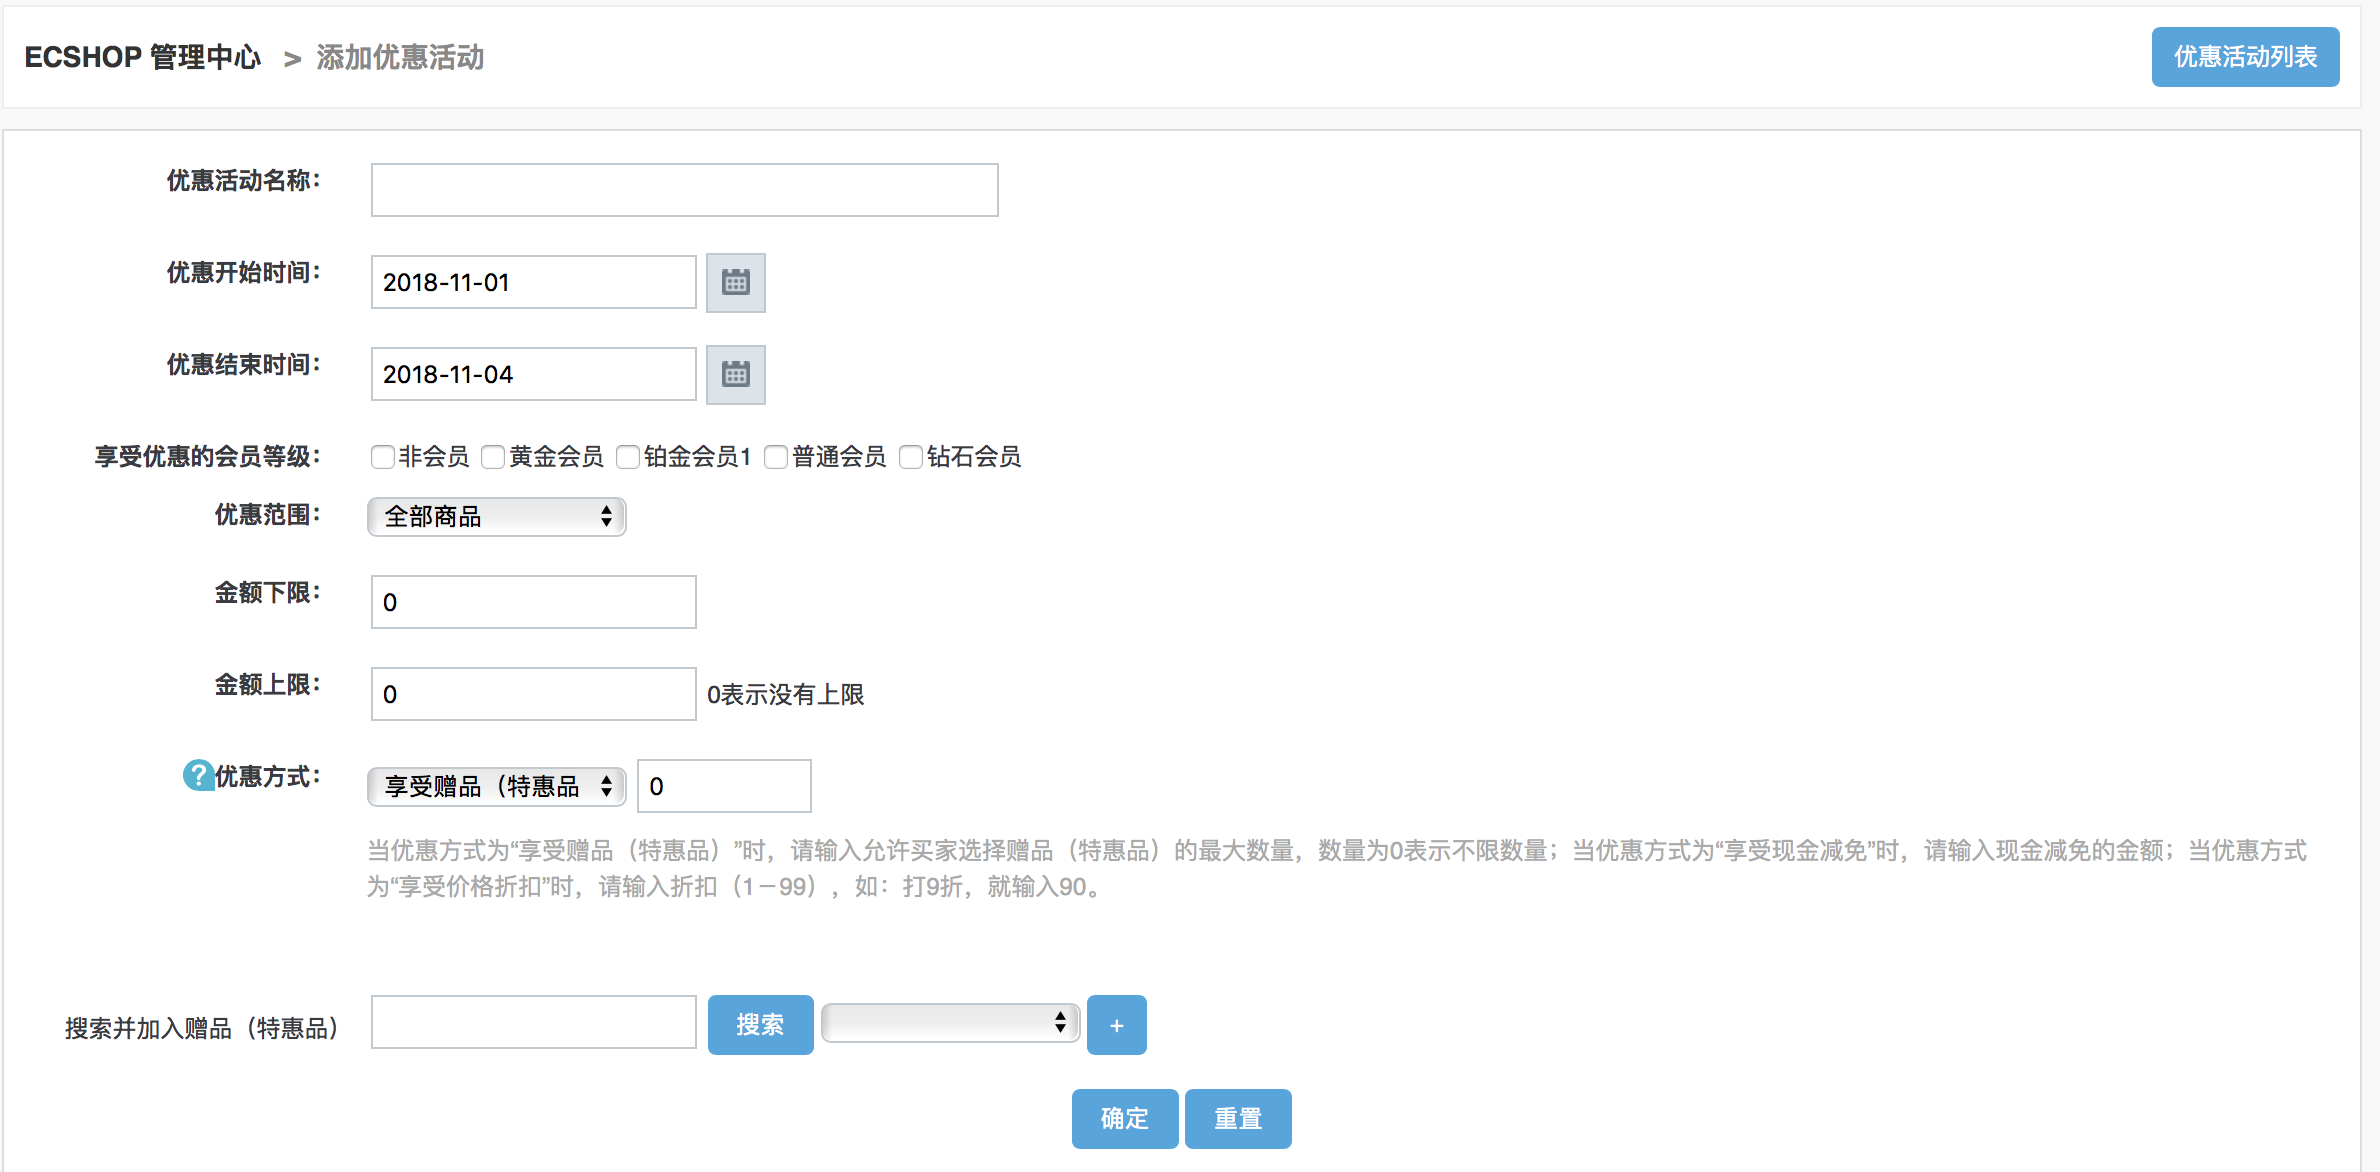 ECSHOP 管理中心 > 添加优惠活动
优惠活动列表
优惠活动名称：
优惠开始时间： 2018-11-01
优惠结束时间： 2018-11-04
享受优惠的会员等级： 非会员 黄金会员 铂金会员1 普通会员 钻石会员
优惠范围： 全部商品
金额下限： 0
金额上限： 0 0表示没有上限
?优惠方式： 享受赠品（特惠品 0
当优惠方式为“享受赠品（特惠品）”时，请输入允许买家选择赠品（特惠品）的最大数量，数量为0表示不限数量；当优惠方式为“享受现金减免”时，请输入现金减免的金额；当优惠方式
为“享受价格折扣”时，请输入折扣（1－99），如：打9折，就输入90。
搜索并加入赠品（特惠品） 搜索 +
确定 重置